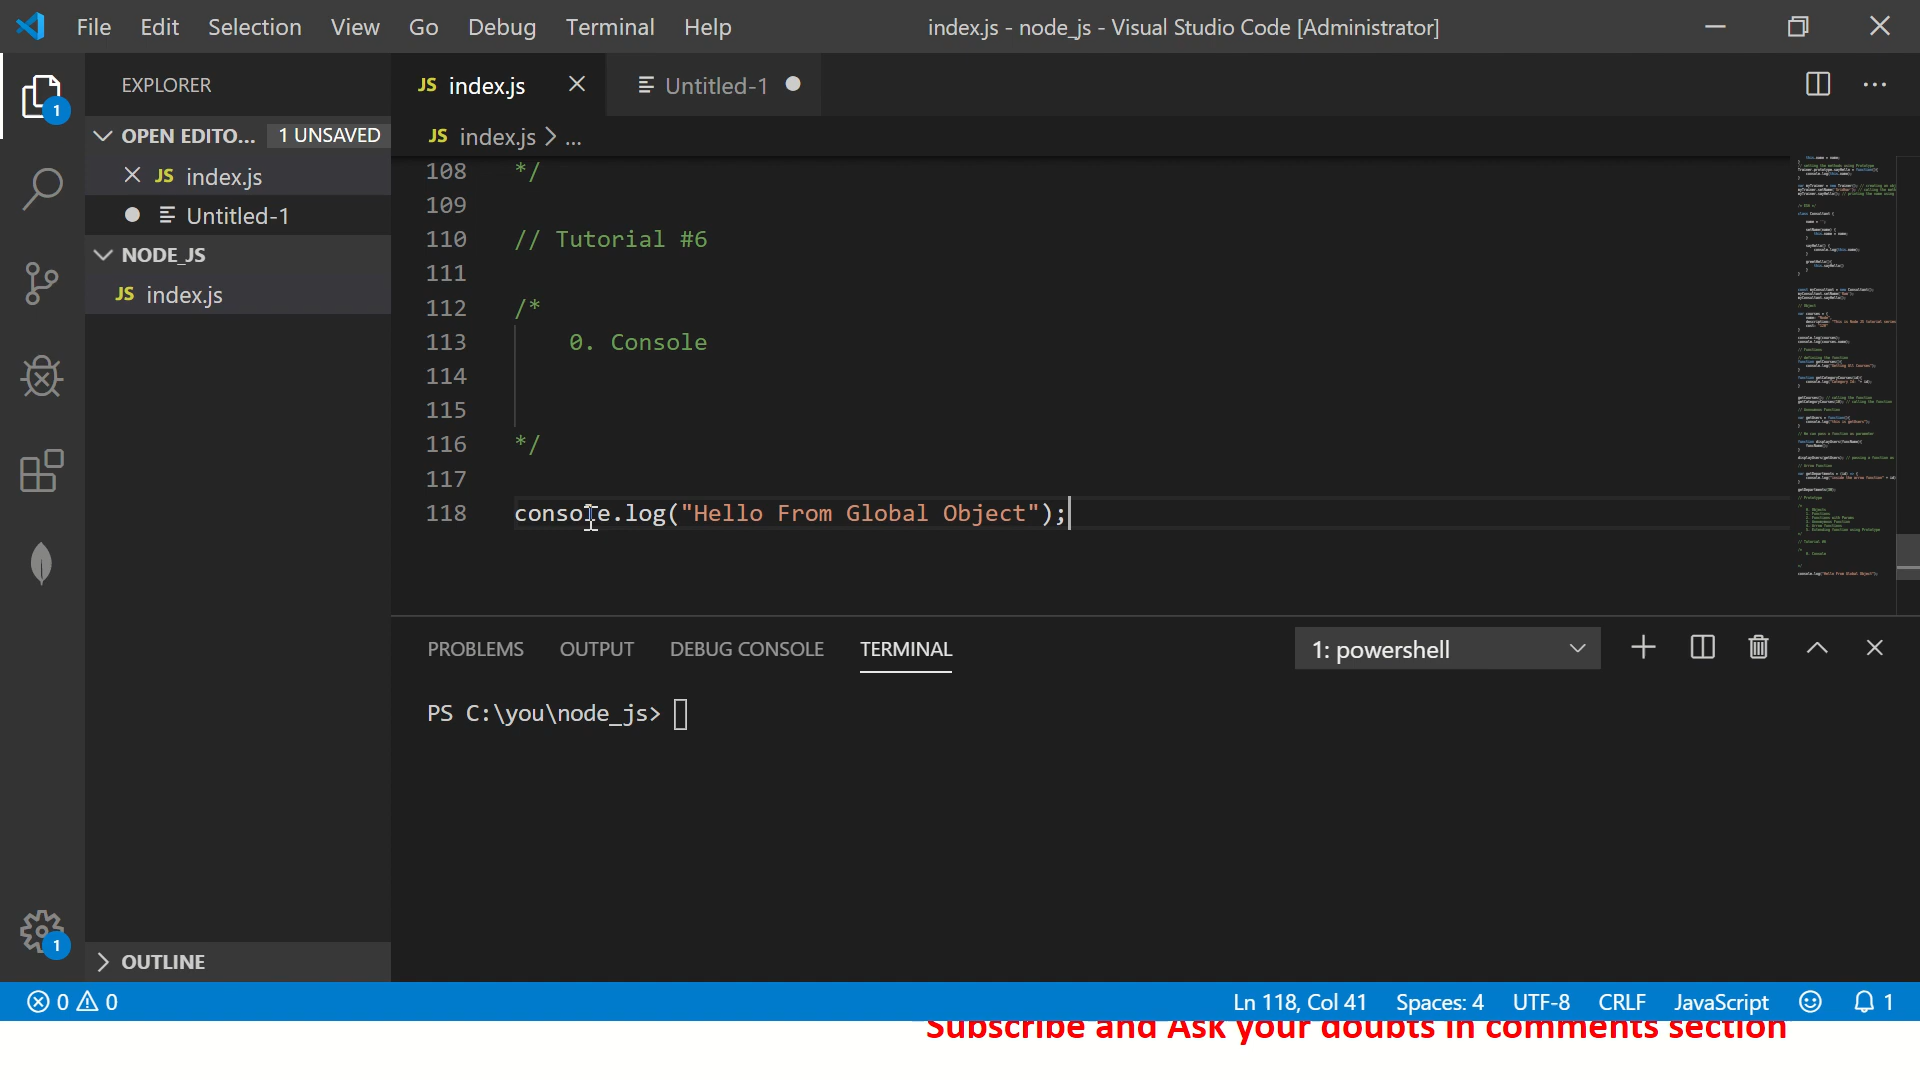 File Edit Selection View Go Debug Terminal Help
index.js - node_js - Visual Studio Code [Administrator]
EXPLORER
OPEN EDITO... 1 UNSAVED
JS index.js
Untitled-1
NODE_JS
JS index.js
OUTLINE
1
1
JS index.js
Untitled-1
JS index.js > ...
108 */
109
110 // Tutorial #6
111
112 /*
113 0. Console
114
115
116 */
117
118 console.log("Hello From Global Object");
PROBLEMS OUTPUT DEBUG CONSOLE TERMINAL
1: powershell
PS C:\you\node_js>
0 0
Ln 118, Col 41 Spaces: 4 UTF-8 CRLF JavaScript 1
Subscribe and Ask your doubts in comments section